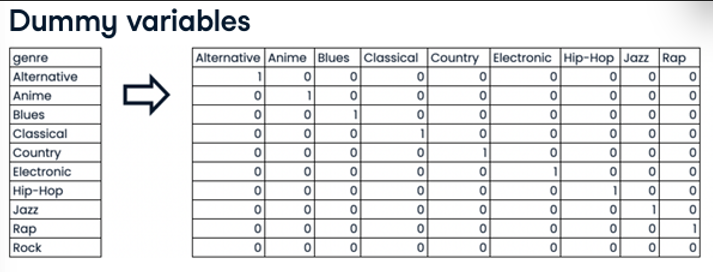 Dummy variables
genre Alternative Anime Blues Classical Country Electronic Hip-Hop Jazz Rap
Alternative 1 0 0 0 0 0 0 0 0
Anime 0 1 0 0 0 0 0 0 0
Blues 0 0 1 0 0 0 0 0 0
Classical 0 0 0 1 0 0 0 0 0
Country 0 0 0 0 1 0 0 0 0
Electronic 0 0 0 0 0 1 0 0 0
Hip-Hop 0 0 0 0 0 0 1 0 0
Jazz 0 0 0 0 0 0 0 1 0
Rap 0 0 0 0 0 0 0 0 1
Rock 0 0 0 0 0 0 0 0 0